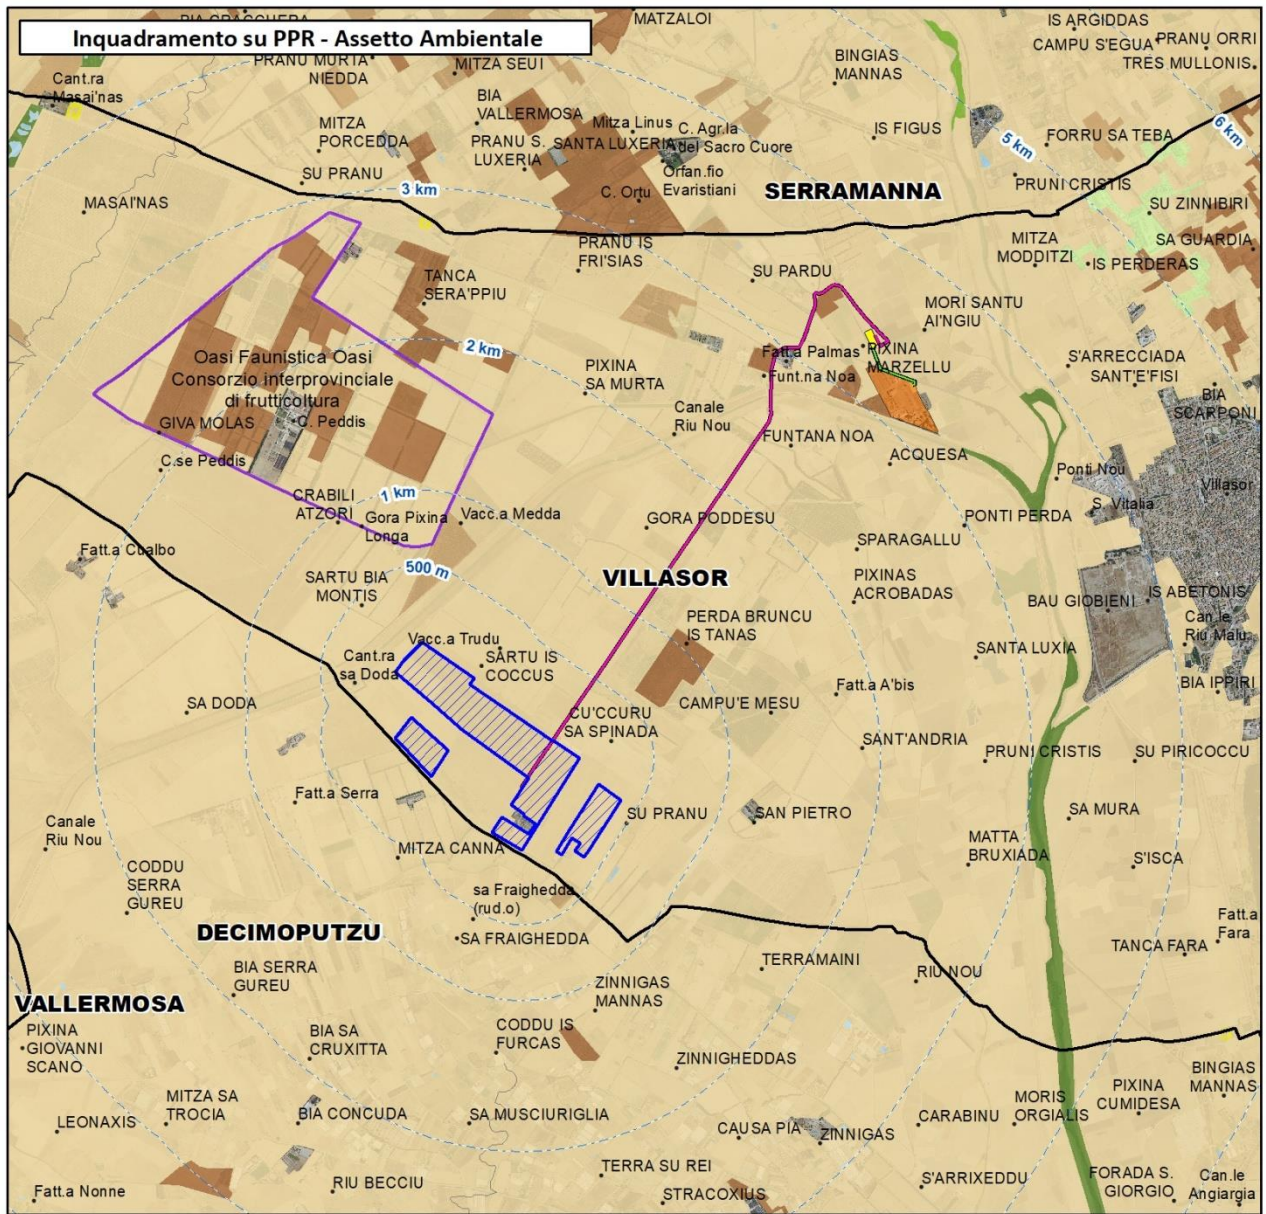 BIA CRACCHERA
MATZALOI
IS ARGIDDAS
CAMPU S'EGUA
PRANU ORRI
TRES MULLONIS
Inquadramento su PPR - Assetto Ambientale
PRANU MURTA
NIEDDA
MITZA SEUI
BINGIAS
MANNAS
Cant.ra
Masai'nas
BIA
VALLERMOSA
MITZA
PORCEDDA
PRANU S.
LUXERIA
Mitza Linus
SANTA LUXERIA
C. Agr.la
del Sacro Cuore
IS FIGUS
5 km
6 km
FORRU SA TEBA
SU PRANU
3 km
Orfan.fio
Evaristiani
C. Ortu
SERRAMANNA
PRUNI CRISTIS
MASAI'NAS
SU ZINNIBIRI
PRANU IS
FRI'SIAS
MITZA
MODDITZI
SA GUARDIA
IS PERDERAS
TANCA
SERA'PPIU
SU PARDU
MORI SANTU
AI'NGIU
2 km
Oasi Faunistica Oasi
Consorzio interprovinciale
di frutticoltura
PIXINA
SA MURTA
Fatt.a Palmas
PIXINA
MARZELLU
Funt.na Noa
S'ARRECCIADA
SANT'E'FISI
BIA
SCARPONI
GIVA MOLAS
C. Peddis
Canale
Riu Nou
FUNTANA NOA
C.se Peddis
ACQUESA
Ponti Nou
Villasor
1 km
CRABILI
ATZORI
Gora Pixina
Longa
Vacc.a Medda
GORA PODDESU
PONTI PERDA
S. Vitalia
Fatt.a Cualbo
500 m
SPARAGALLU
SARTU BIA
MONTIS
VILLASOR
PIXINAS
ACROBADAS
BAU GIOBIENI
IS ABETONIS
Can.le
Riu Malu
PERDA BRUNCU
IS TANAS
Vacc.a Trudu
Cant.ra
sa Doda
SARTU IS
COCCUS
SANTA LUXIA
BIA IPPIRI
SA DODA
Fatt.a A'bis
CAMPU'E MESU
CU'CCURU
SA SPINADA
SANT'ANDRIA
PRUNI CRISTIS
SU PIRICOCCU
Fatt.a Serra
SU PRANU
SAN PIETRO
SA MURA
Canale
Riu Nou
MITZA CANNA
MATTA
BRUXIADA
S'ISCA
CODDU
SERRA
GUREU
sa Fraighedda
(rud.o)
Fatt.a
Fara
DECIMOPUTZU
SA FRAIGHEDDA
TANCA FARA
BIA SERRA
GUREU
TERRAMAINI
RIU NOU
VALLERMOSA
ZINNIGAS
MANNAS
PIXINA
GIOVANNI
SCANO
BIA SA
CRUXITTA
CODDU IS
FURCAS
ZINNIGHEDDAS
BINGIAS
MANNAS
MITZA SA
TROCIA
MORIS
ORGIALIS
PIXINA
CUMIDESA
LEONAXIS
BIA CONCUDA
SA MUSCIURIGLIA
CAUSA PIA
ZINNIGAS
CARABINU
TERRA SU REI
FORADA S.
GIORGIO
Can.le
Angiargia
Fatt.a Nonne
RIU BECCIU
STRACOXIUS
S'ARRIXEDDU